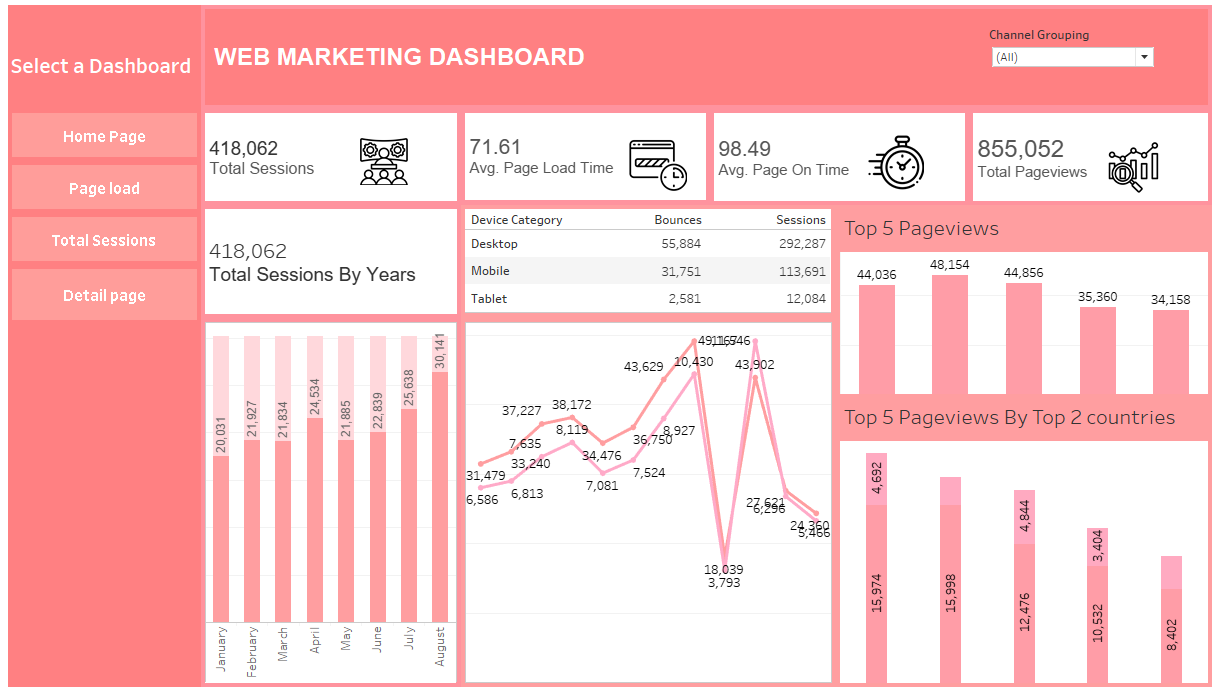 Select a Dashboard
Home Page
Page load
Total Sessions
Detail page
WEB MARKETING DASHBOARD
Channel Grouping
(All)
418,062
Total Sessions
71.61
Avg. Page Load Time
98.49
Avg. Page On Time
855,052
Total Pageviews
418,062
Total Sessions By Years
Device Category Bounces Sessions
Desktop 55,884 292,287
Mobile 31,751 113,691
Tablet 2,581 12,084
Top 5 Pageviews
44,036 48,154 44,856 35,360 34,158
20,031 21,927 21,834 24,534 21,885 22,839 25,638 30,141
January February March April May June July August
43,629
10,430
43,902
37,227
38,172
7,635
8,119
36,750
8,927
31,479
33,240
34,476
7,524
6,586
6,813
7,081
27,621
6,296
24,360
5,466
18,039
3,793
Top 5 Pageviews By Top 2 countries
4,692 4,844 3,404
15,974 15,998 12,476 10,532 8,402